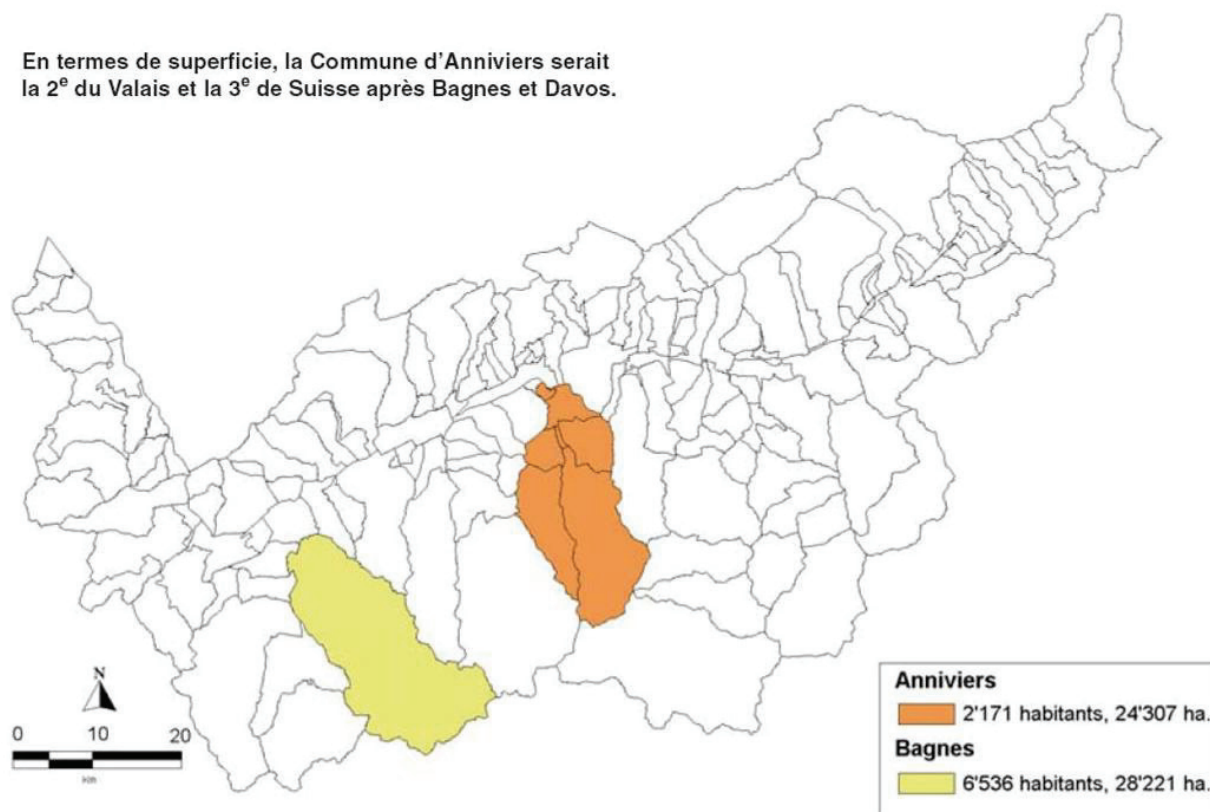 En termes de superficie, la Commune d'Anniviers serait
la 2e du Valais et la 3e de Suisse après Bagnes et Davos.
N
0 10 20
km
Anniviers
2'171 habitants, 24'307 ha.
Bagnes
6'536 habitants, 28'221 ha.